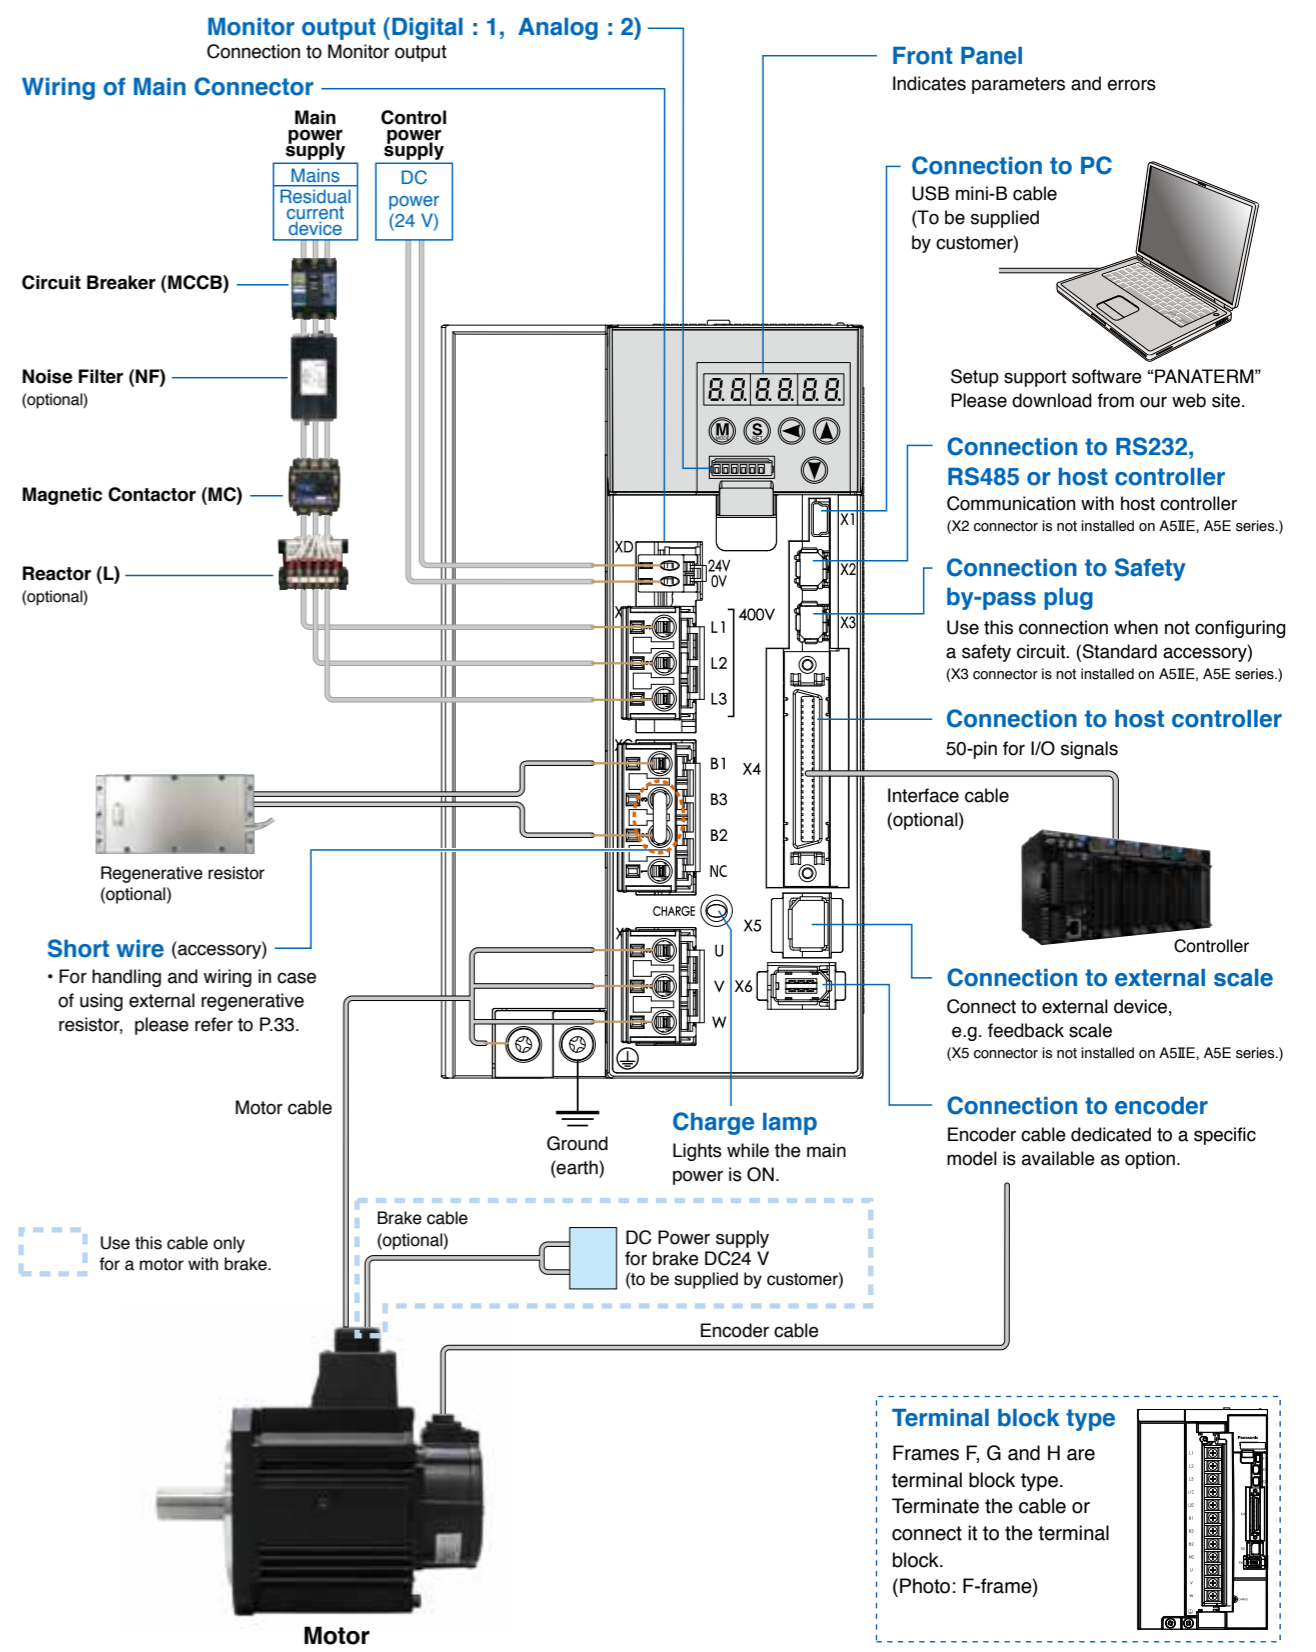 Monitor output (Digital : 1, Analog : 2)
Connection to Monitor output
Front Panel
Indicates parameters and errors
Wiring of Main Connector
Main
power
supply
Control
power
supply
Mains
Residual
current
device
DC
power
(24 V)
Connection to PC
USB mini-B cable
(To be supplied
by customer)
Circuit Breaker (MCCB)
Noise Filter (NF)
(optional)
Setup support software “PANATERM”
Please download from our web site.
M
S
Connection to RS232,
RS485 or host controller
Communication with host controller
(X2 connector is not installed on A5ⅡE, A5E series.)
Magnetic Contactor (MC)
X1
XD
24V
0V
X2
Reactor (L)
(optional)
Connection to Safety
by-pass plug
Use this connection when not configuring
a safety circuit. (Standard accessory)
(X3 connector is not installed on A5ⅡE, A5E series.)
400V
X3
L1
L2
L3
Connection to host controller
50-pin for I/O signals
B1
B3
B2
NC
X4
Interface cable
(optional)
Regenerative resistor
(optional)
CHARGE
X5
Controller
Short wire (accessory)
• For handling and wiring in case
of using external regenerative
resistor, please refer to P.33.
U
V
W
X6
Connection to external scale
Connect to external device,
e.g. feedback scale
(X5 connector is not installed on A5ⅡE, A5E series.)
Motor cable
Ground
(earth)
Charge lamp
Lights while the main
power is ON.
Connection to encoder
Encoder cable dedicated to a specific
model is available as option.
Use this cable only
for a motor with brake.
Brake cable
(optional)
DC Power supply
for brake DC24 V
(to be supplied by customer)
Encoder cable
Terminal block type
Frames F, G and H are
terminal block type.
Terminate the cable or
connect it to the terminal
block.
(Photo: F-frame)
Motor